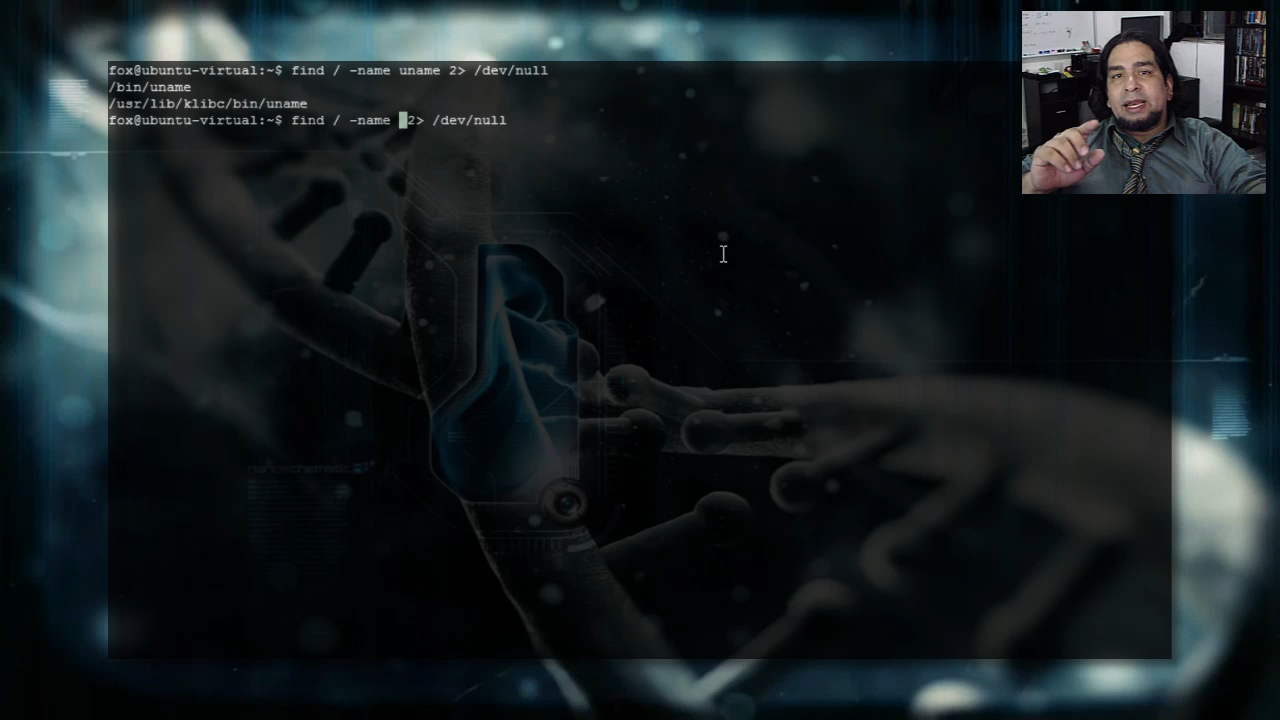 fox@ubuntu-virtual:~$ find / -name uname 2> /dev/null
/bin/uname
/usr/lib/klibc/bin/uname
fox@ubuntu-virtual:~$ find / -name 2> /dev/null